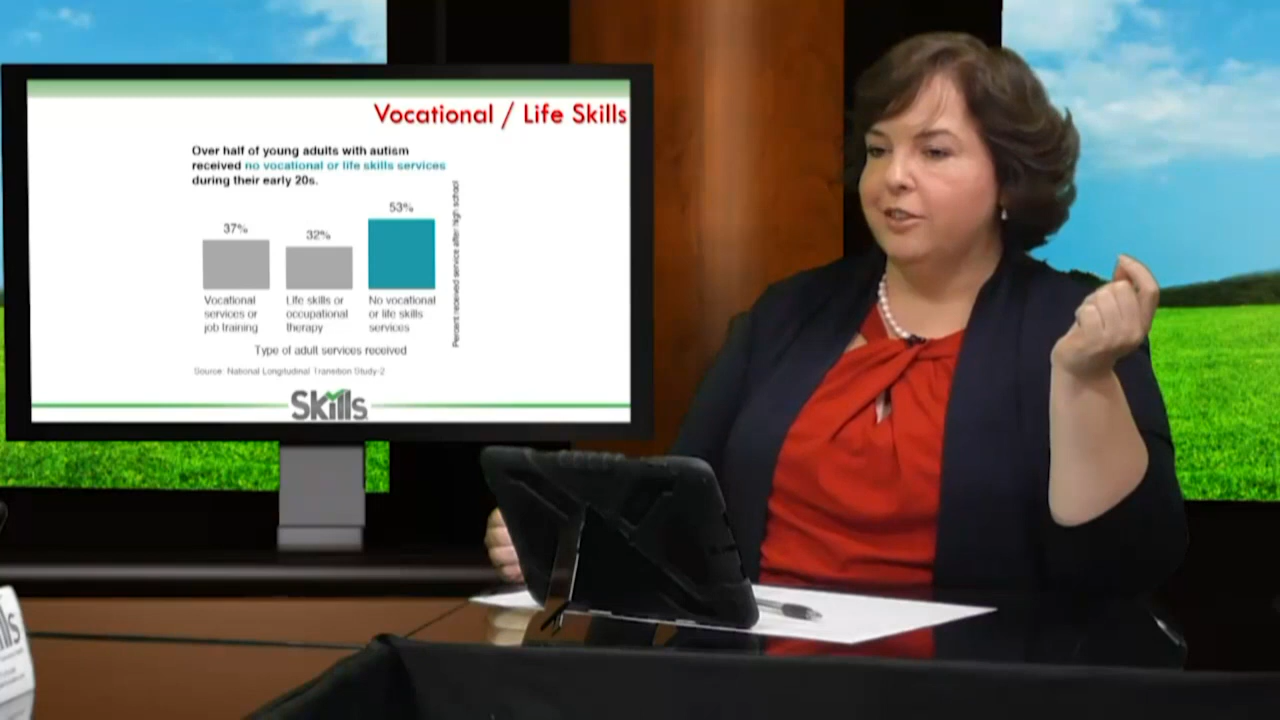 Vocational / Life Skills
Over half of young adults with autism
received no vocational or life skills services
during their early 20s.
37%
32%
53%
Percent received service after high school
Vocational
services or
job training
Life skills or
occupational
therapy
No vocational
or life skills
services
Type of adult services received
Source: National Longitudinal Transition Study-2
Skills